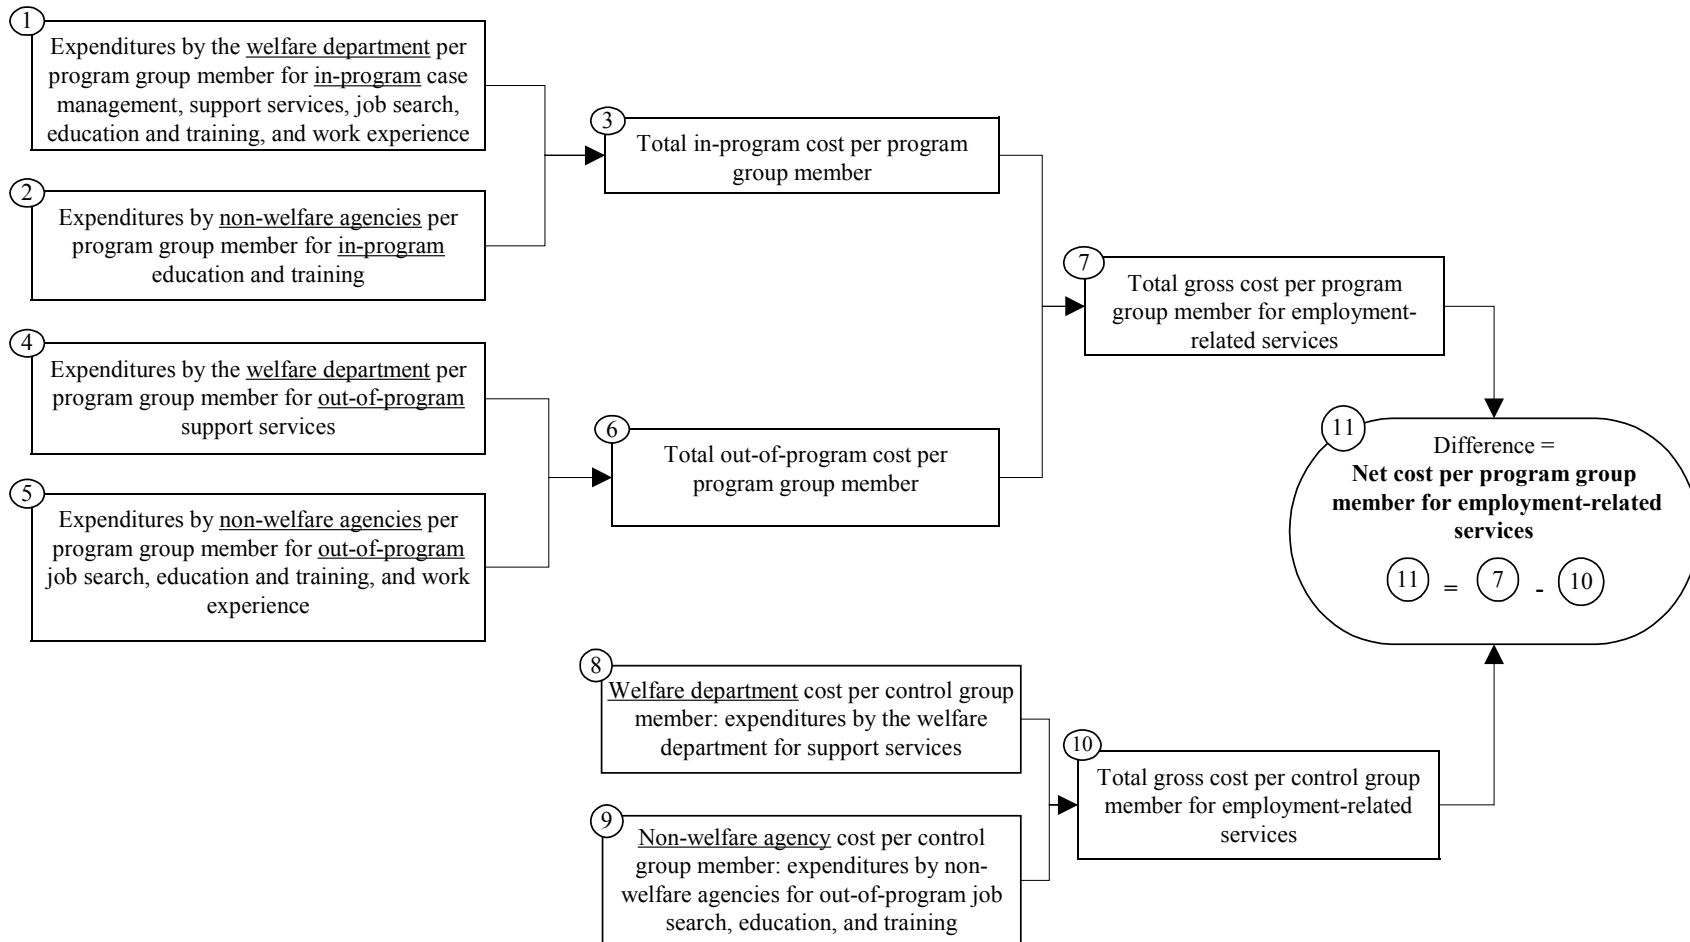 1
Expenditures by the welfare department per
program group member for in-program case
management, support services, job search,
education and training, and work experience
2
Expenditures by non-welfare agencies per
program group member for in-program
education and training
3
Total in-program cost per program
group member
4
Expenditures by the welfare department per
program group member for out-of-program
support services
5
Expenditures by non-welfare agencies per
program group member for out-of-program
job search, education and training, and work
experience
6
Total out-of-program cost per
program group member
7
Total gross cost per program
group member for employment-
related services
8
Welfare department cost per control group
member: expenditures by the welfare
department for support services
9
Non-welfare agency cost per control
group member: expenditures by non-
welfare agencies for out-of-program job
search, education, and training
10
Total gross cost per control group
member for employment-related
services
11
Difference =
Net cost per program group
member for employment-related
services
11 = 7 - 10